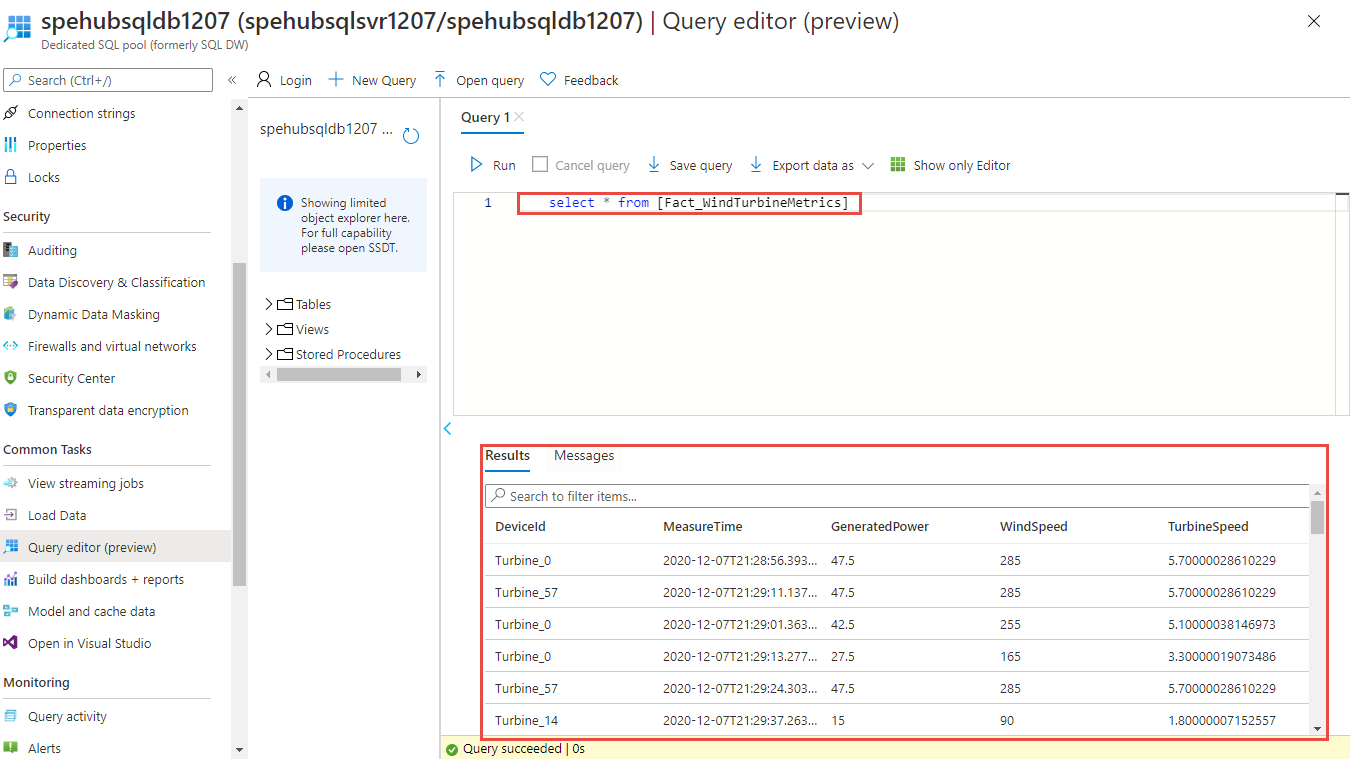 spehubsqldb1207 (spehubsqlsvr1207/spehubsqldb1207) | Query editor (preview)
Dedicated SQL pool (formerly SQL DW)
Search (Ctrl+/)
«
Connection strings
Properties
Locks
Security
Auditing
Data Discovery & Classification
Dynamic Data Masking
Firewalls and virtual networks
Security Center
Transparent data encryption
Common Tasks
View streaming jobs
Load Data
Query editor (preview)
Build dashboards + reports
Model and cache data
Open in Visual Studio
Monitoring
Query activity
Alerts
Login New Query Open query Feedback
spehubsqldb1207 ...
Showing limited
object explorer here.
For full capability
please open SSDT.
Tables
Views
Stored Procedures
Query 1
Run Cancel query Save query Export data as Show only Editor
1 select * from [Fact_WindTurbineMetrics]
Results Messages
Search to filter items...
DeviceId MeasureTime GeneratedPower WindSpeed TurbineSpeed
Turbine_0 2020-12-07T21:28:56.393... 47.5 285 5.70000028610229
Turbine_57 2020-12-07T21:29:11.137... 47.5 285 5.70000028610229
Turbine_0 2020-12-07T21:29:01.363... 42.5 255 5.10000038146973
Turbine_0 2020-12-07T21:29:13.277... 27.5 165 3.30000019073486
Turbine_57 2020-12-07T21:29:24.303... 47.5 285 5.70000028610229
Turbine_14 2020-12-07T21:29:37.263... 15 90 1.80000007152557
Query succeeded | 0s